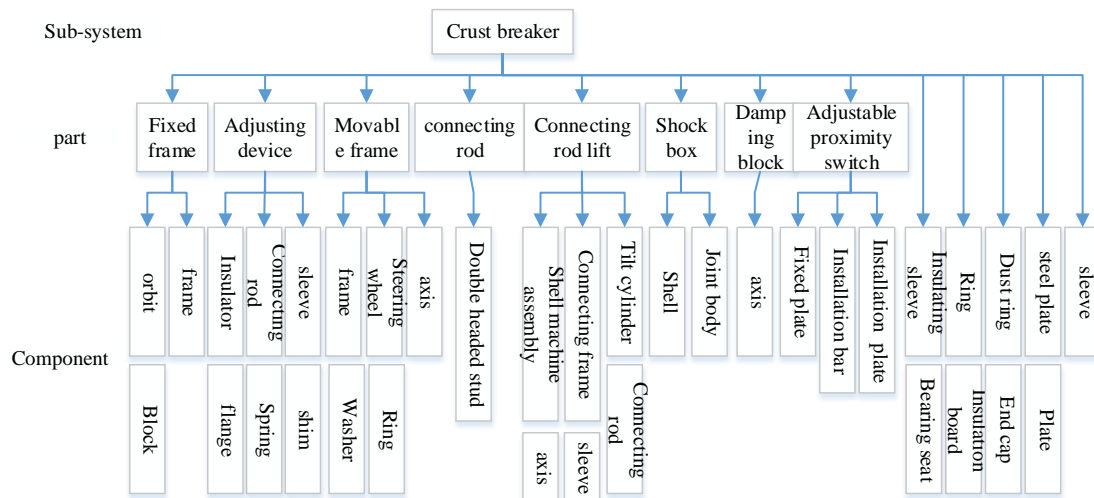 Sub-system
Crust breaker
part
Fixed
frame
Adjusting
device
Movabl
e frame
connecting
rod
Connecting
rod lift
Shock
box
Damp
ing
block
Adjustable
proximity
switch
Component
orbit
frame
Insulator
Connecting
rod
sleeve
frame
Steering
wheel
axis
Double headed stud
Shell machine
assembly
Connecting frame
Tilt cylinder
Shell
Joint body
axis
Fixed plate
Installation bar
Installation plate
Insulating
sleeve
Ring
Dust ring
steel plate
sleeve
Block
flange
Spring
shim
Washer
Ring
axis
sleeve
Connecting
rod
Bearing seat
Insulation
board
End cap
Plate